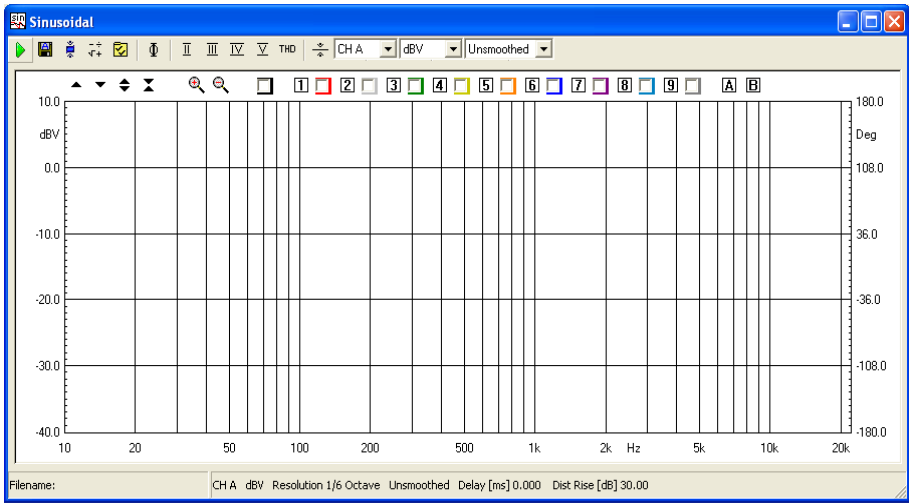 Sinusoidal
II III IV V THD CH A dBV Unsmoothed
1 2 3 4 5 6 7 8 9 A B
10.0 180.0
dBV Deg
0.0 108.0
-10.0 36.0
-20.0 -36.0
-30.0 -108.0
-40.0 -180.0
10 20 50 100 200 500 1k 2k Hz 5k 10k 20k
Filename: CH A dBV Resolution 1/6 Octave Unsmoothed Delay [ms] 0.000 Dist Rise [dB] 30.00